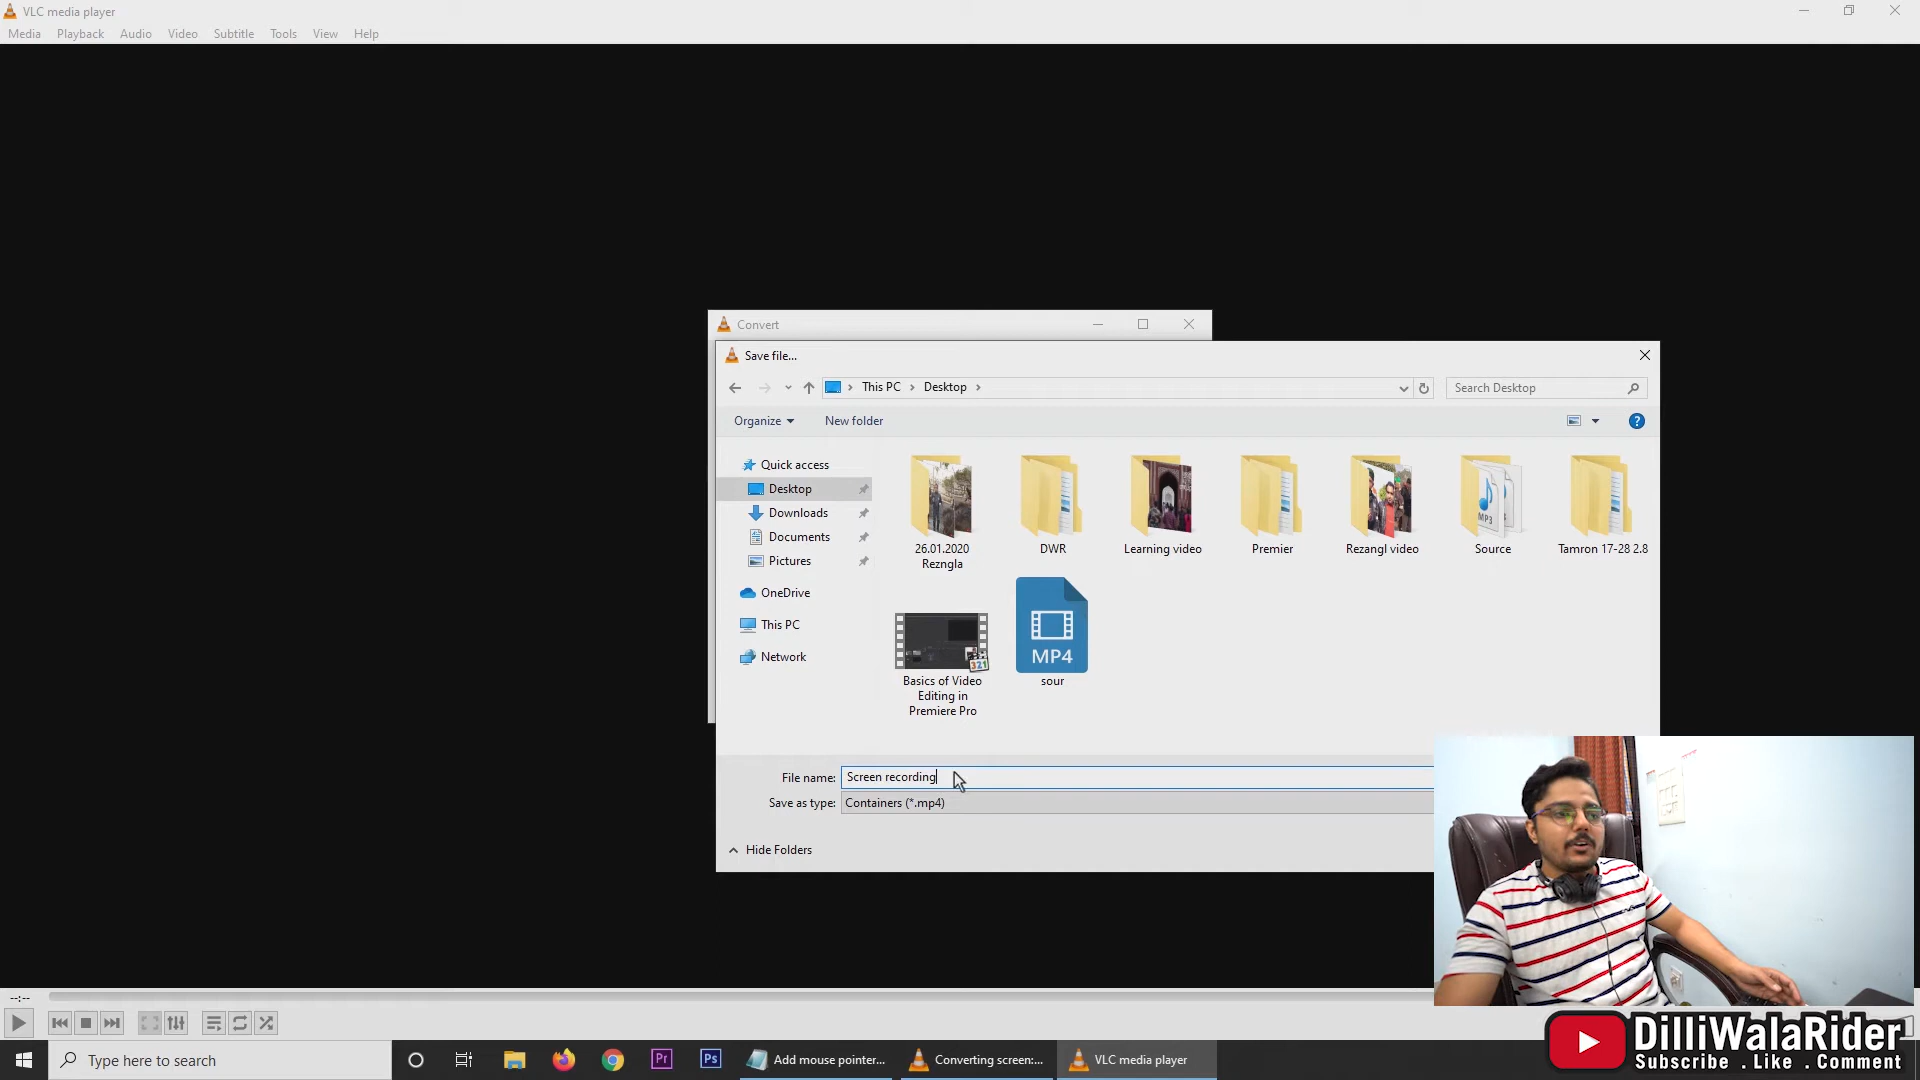 VLC media player
Media Playback Audio Video Subtitle Tools View Help
Convert
Save file...
This PC Desktop
Search Desktop
Organize New folder
Quick access
Desktop
Downloads
Documents
Pictures
OneDrive
This PC
Network
26.01.2020
Rezngla
DWR
Learning video
Premier
Rezangl video
MP3
Source
Tamron 17-28 2.8
321
Basics of Video
Editing in
Premiere Pro
MP4
sour
File name: Screen recording
Save as type: Containers (*.mp4)
Hide Folders
--:--
DilliWalaRider
Subscribe . Like . Comment
Type here to search
Pr
Ps
Add mouse pointer...
Converting screen:...
VLC media player